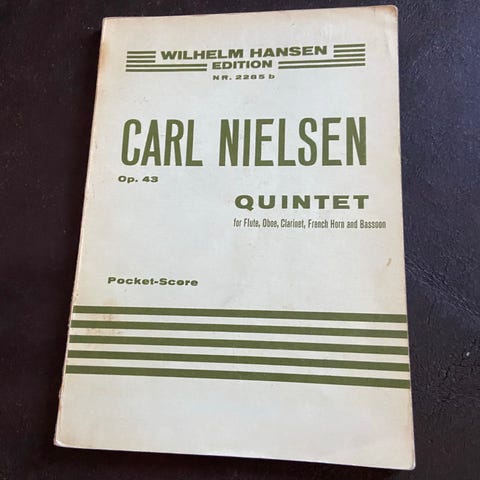 WILHELM HANSEN
EDITION
NR. 2285 b
CARL NIELSEN
Op. 43
QUINTET
for Flute, Oboe, Clarinet, French Horn and Bassoon
Pocket-Score